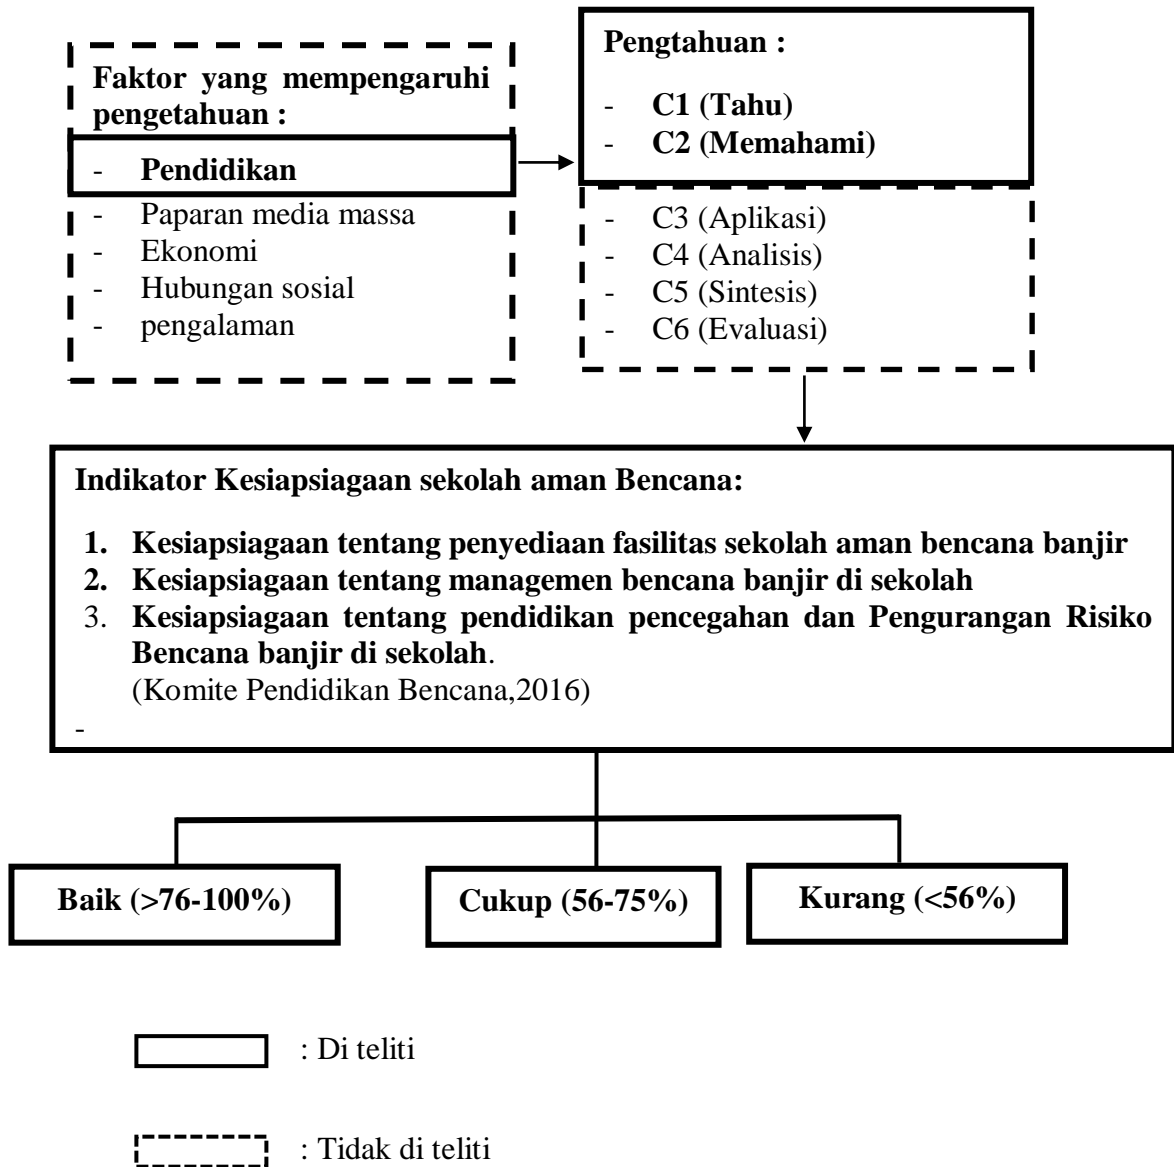 Faktor yang mempengaruhi
pengetahuan :
- Pendidikan
- Paparan media massa
- Ekonomi
- Hubungan sosial
- pengalaman
Pengtahuan :
- C1 (Tahu)
- C2 (Memahami)
- C3 (Aplikasi)
- C4 (Analisis)
- C5 (Sintesis)
- C6 (Evaluasi)
Indikator Kesiapsiagaan sekolah aman Bencana:
1. Kesiapsiagaan tentang penyediaan fasilitas sekolah aman bencana banjir
2. Kesiapsiagaan tentang managemen bencana banjir di sekolah
3. Kesiapsiagaan tentang pendidikan pencegahan dan Pengurangan Risiko
Bencana banjir di sekolah.
(Komite Pendidikan Bencana,2016)
-
Baik (>76-100%)
Cukup (56-75%)
Kurang (<56%)
: Di teliti
: Tidak di teliti